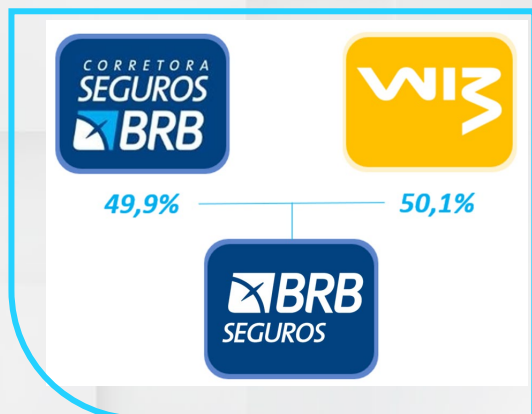 CORRETORA
SEGUROS
BRB
WIZ
49,9%
50,1%
BRB
SEGUROS